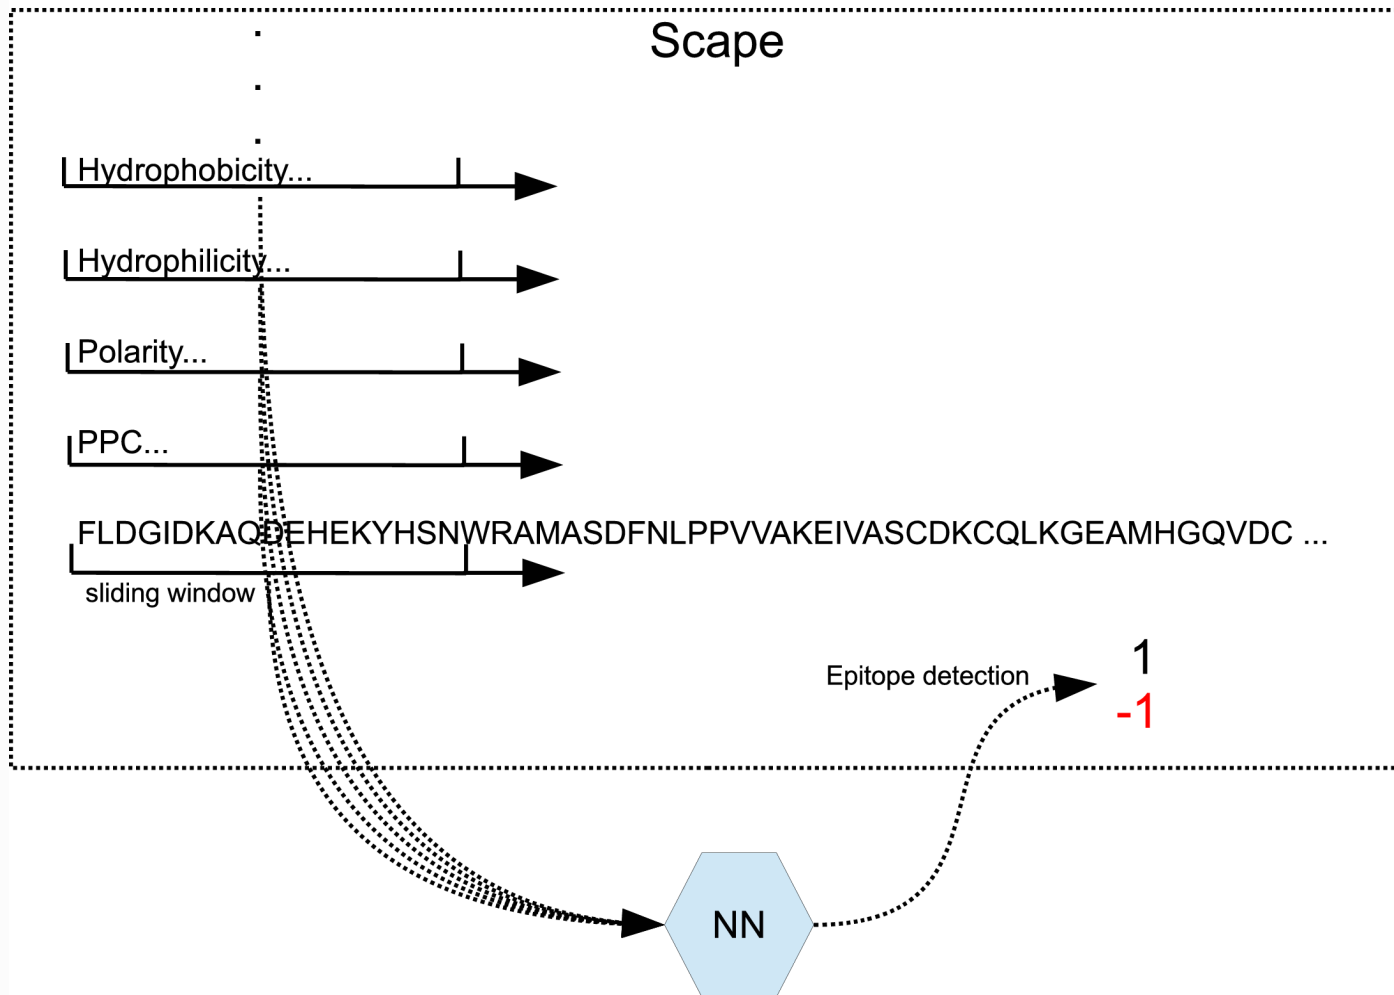 Scape
Hydrophobicity...
Hydrophilicity...
Polarity...
PPC...
FLDGIDKAQDEHEKYHSNWRAMASDFNLPPVVAKEIVASCDKCQLKGEAMHGQVDC ...
sliding window
Epitope detection
1
-1
NN